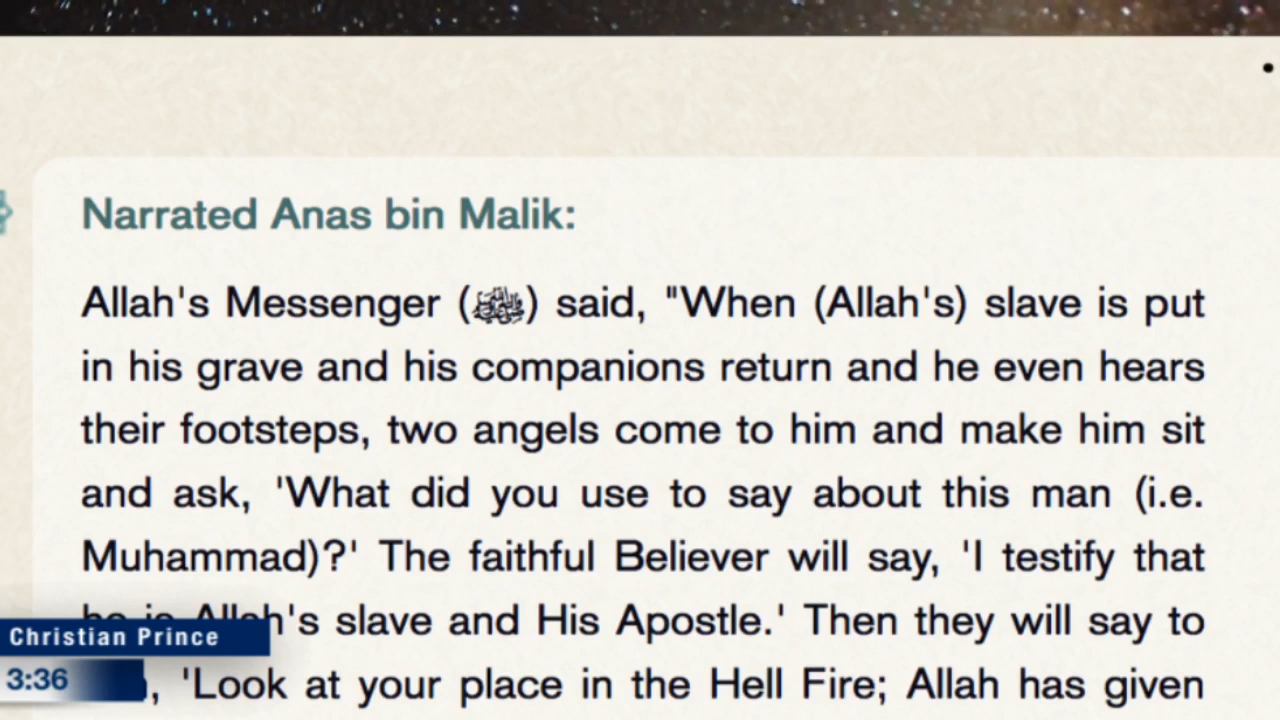 Narrated Anas bin Malik:
Allah's Messenger (ﷺ) said, "When (Allah's) slave is put
in his grave and his companions return and he even hears
their footsteps, two angels come to him and make him sit
and ask, 'What did you use to say about this man (i.e.
Muhammad)?' The faithful Believer will say, 'I testify that
he is Allah's slave and His Apostle.' Then they will say to
Christian Prince
, 'Look at your place in the Hell Fire; Allah has given
3:36